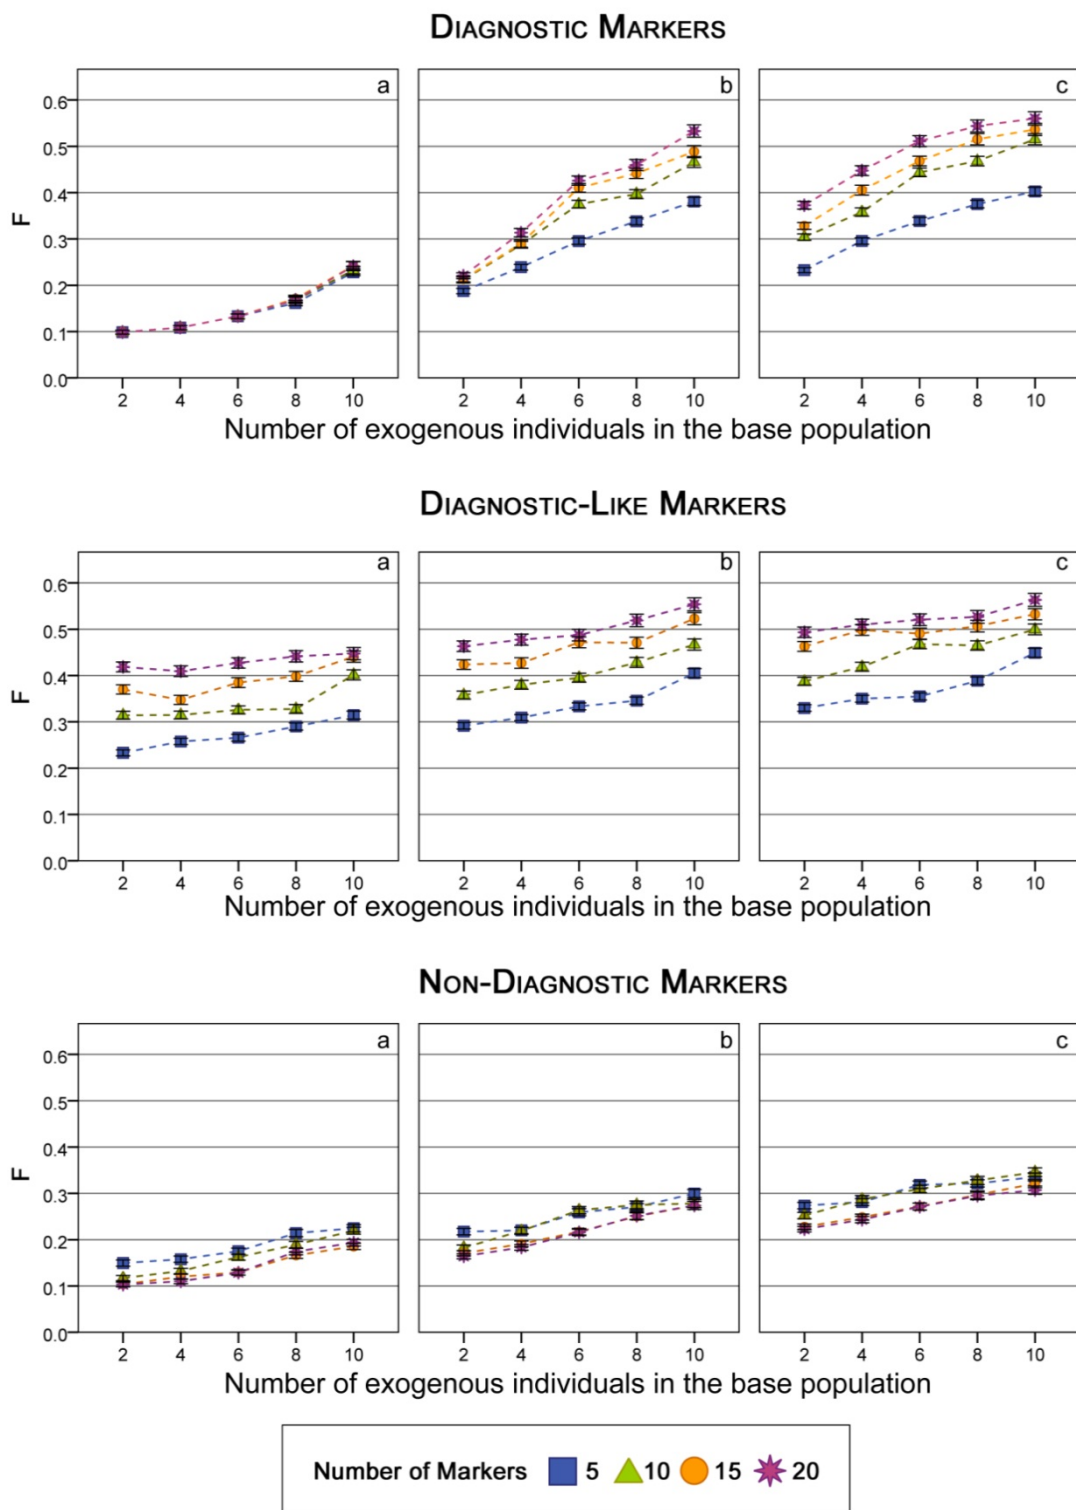 DIAGNOSTIC MARKERS
a b c
F
0.6
0.5
0.4
0.3
0.2
0.1
0.0
2 4 6 8 10 2 4 6 8 10 2 4 6 8 10
Number of exogenous individuals in the base population
DIAGNOSTIC-LIKE MARKERS
a b c
F
0.6
0.5
0.4
0.3
0.2
0.1
0.0
2 4 6 8 10 2 4 6 8 10 2 4 6 8 10
Number of exogenous individuals in the base population
NON-DIAGNOSTIC MARKERS
a b c
F
0.6
0.5
0.4
0.3
0.2
0.1
0.0
2 4 6 8 10 2 4 6 8 10 2 4 6 8 10
Number of exogenous individuals in the base population
Number of Markers 5 10 15 20